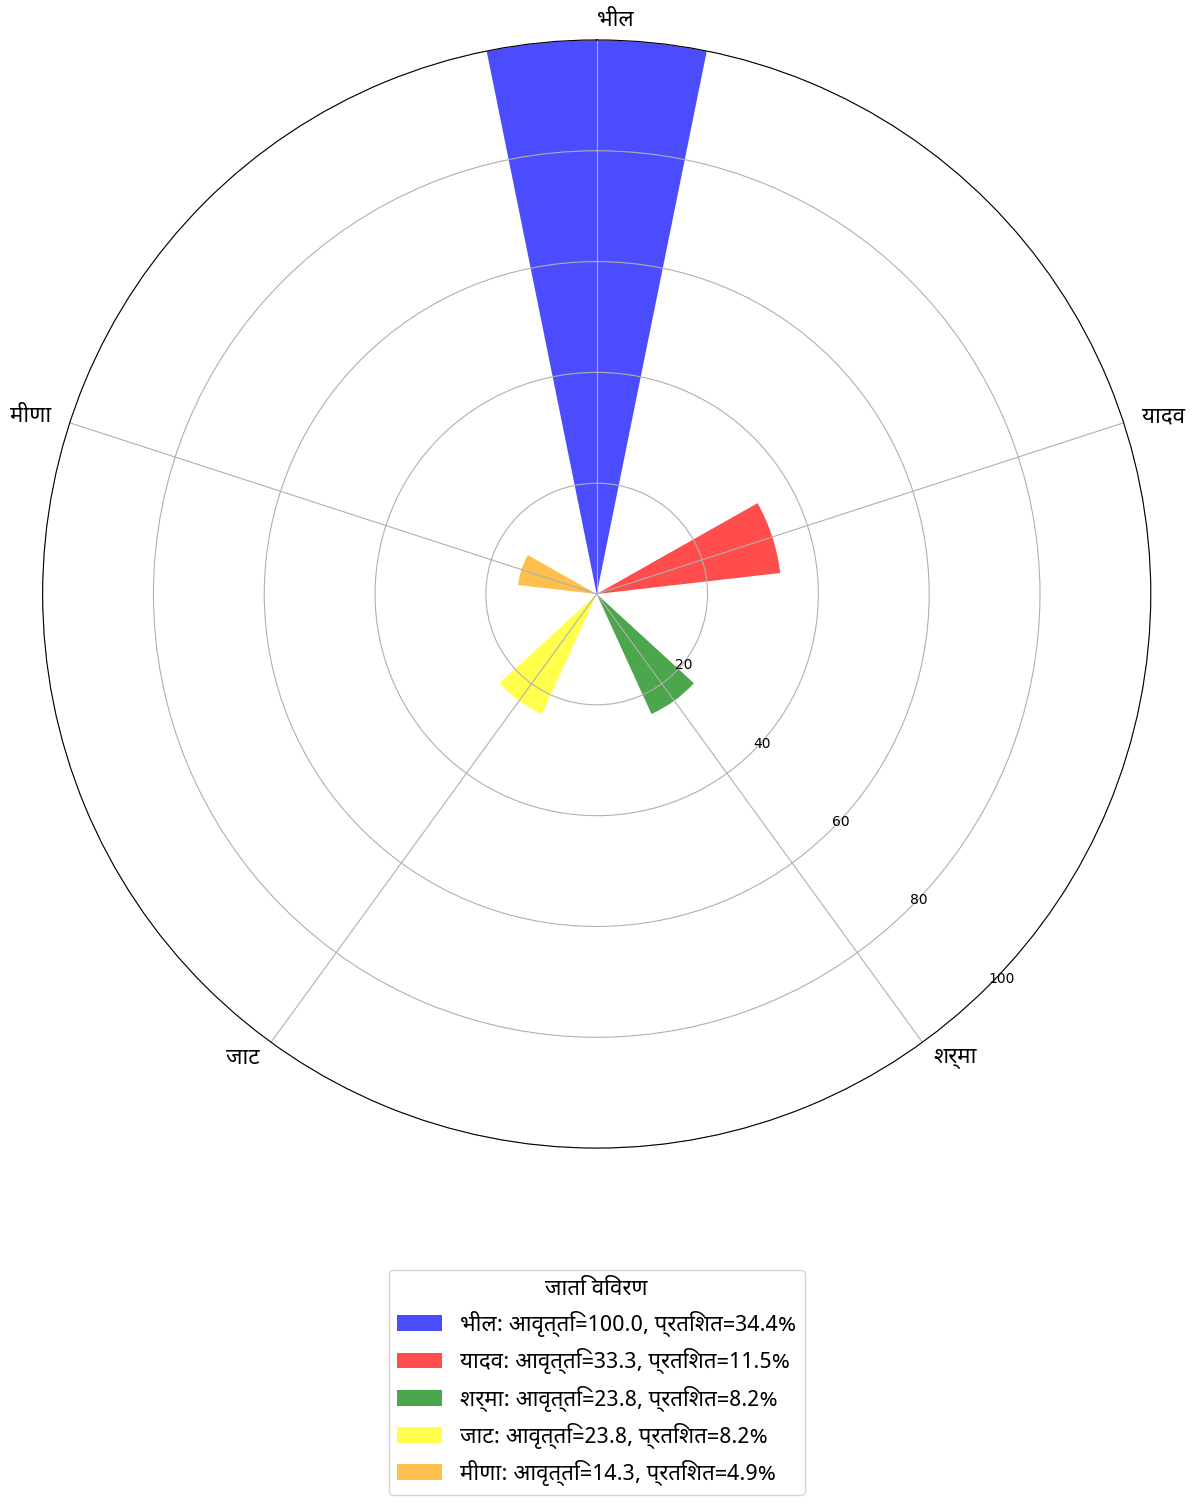 भील
मीणा
यादव
20
40
60
80
100
जाट
शर्मा
जाति विवरण
भील: आवृत्ति=100.0, प्रतिशत=34.4%
यादव: आवृत्ति=33.3, प्रतिशत=11.5%
शर्मा: आवृत्ति=23.8, प्रतिशत=8.2%
जाट: आवृत्ति=23.8, प्रतिशत=8.2%
मीणा: आवृत्ति=14.3, प्रतिशत=4.9%